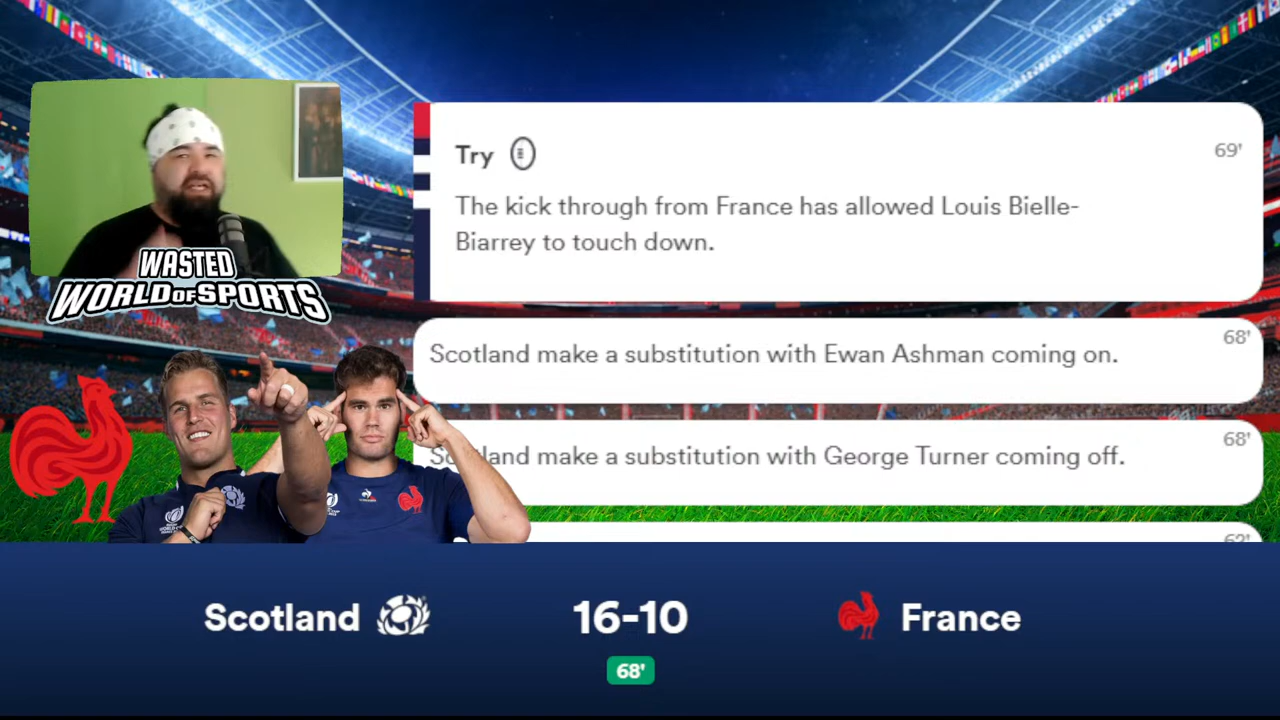 Try
69'
The kick through from France has allowed Louis Bielle-
Biarrey to touch down.
WASTED
WORLD OF SPORTS
68'
Scotland make a substitution with Ewan Ashman coming on.
68'
Scotland make a substitution with George Turner coming off.
Scotland
16-10
France
68'